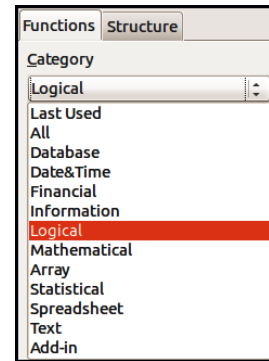 Functions Structure
Category
Logical
Last Used
All
Database
Date&Time
Financial
Information
Logical
Mathematical
Array
Statistical
Spreadsheet
Text
Add-in